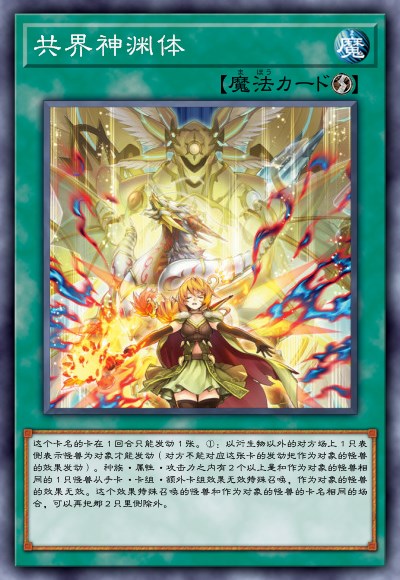 共界神渊体
【魔法カード】
まほう
魔
这个卡名的卡在1回合只能发动1张。①：以衍生物以外的对方场上1只表
侧表示怪兽为对象才能发动（对方不能对应这张卡的发动把作为对象的怪兽
的效果发动）。种族·属性·攻击力之内有2个以上是和作为对象的怪兽相
同的1只怪兽从手卡·卡组·额外卡组效果无效特殊召唤，作为对象的怪兽
的效果无效。这个效果特殊召唤的怪兽和作为对象的怪兽的卡名相同的场
合，可以再把那2只里侧除外。